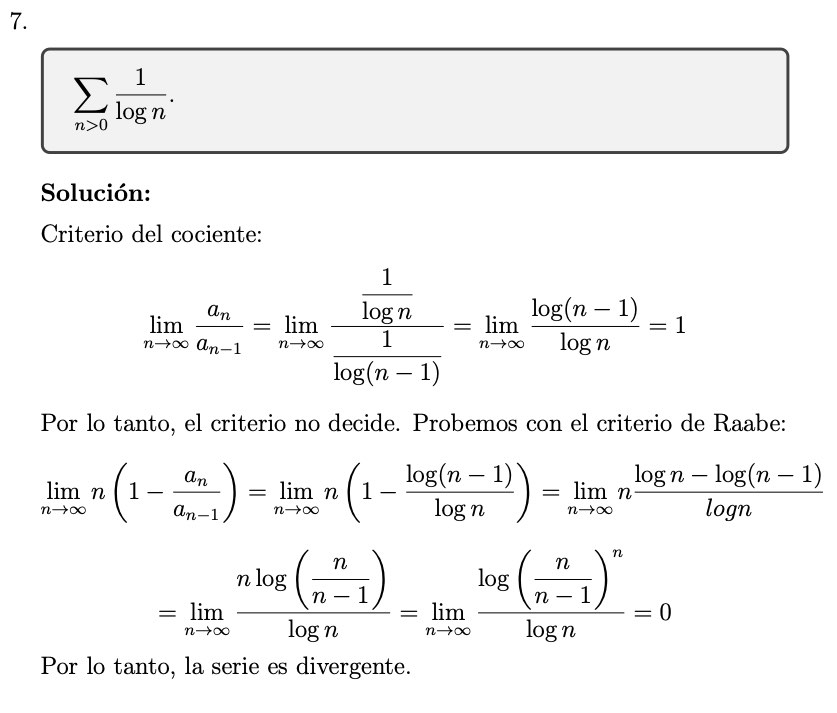 7.
$$\sum_{n>0} \frac{1}{\log n}.$$
Solución:
Criterio del cociente:
$$\lim_{n\to\infty} \frac{a_n}{a_{n-1}} = \lim_{n\to\infty} \frac{\frac{1}{\log n}}{\frac{1}{\log(n-1)}} = \lim_{n\to\infty} \frac{\log(n-1)}{\log n} = 1$$
Por lo tanto, el criterio no decide. Probemos con el criterio de Raabe:
$$\lim_{n\to\infty} n\left(1 - \frac{a_n}{a_{n-1}}\right) = \lim_{n\to\infty} n\left(1 - \frac{\log(n-1)}{\log n}\right) = \lim_{n\to\infty} n\frac{\log n - \log(n-1)}{logn}$$
$$= \lim_{n\to\infty} \frac{n\log\left(\frac{n}{n-1}\right)}{\log n} = \lim_{n\to\infty} \frac{\log\left(\frac{n}{n-1}\right)^n}{\log n} = 0$$
Por lo tanto, la serie es divergente.